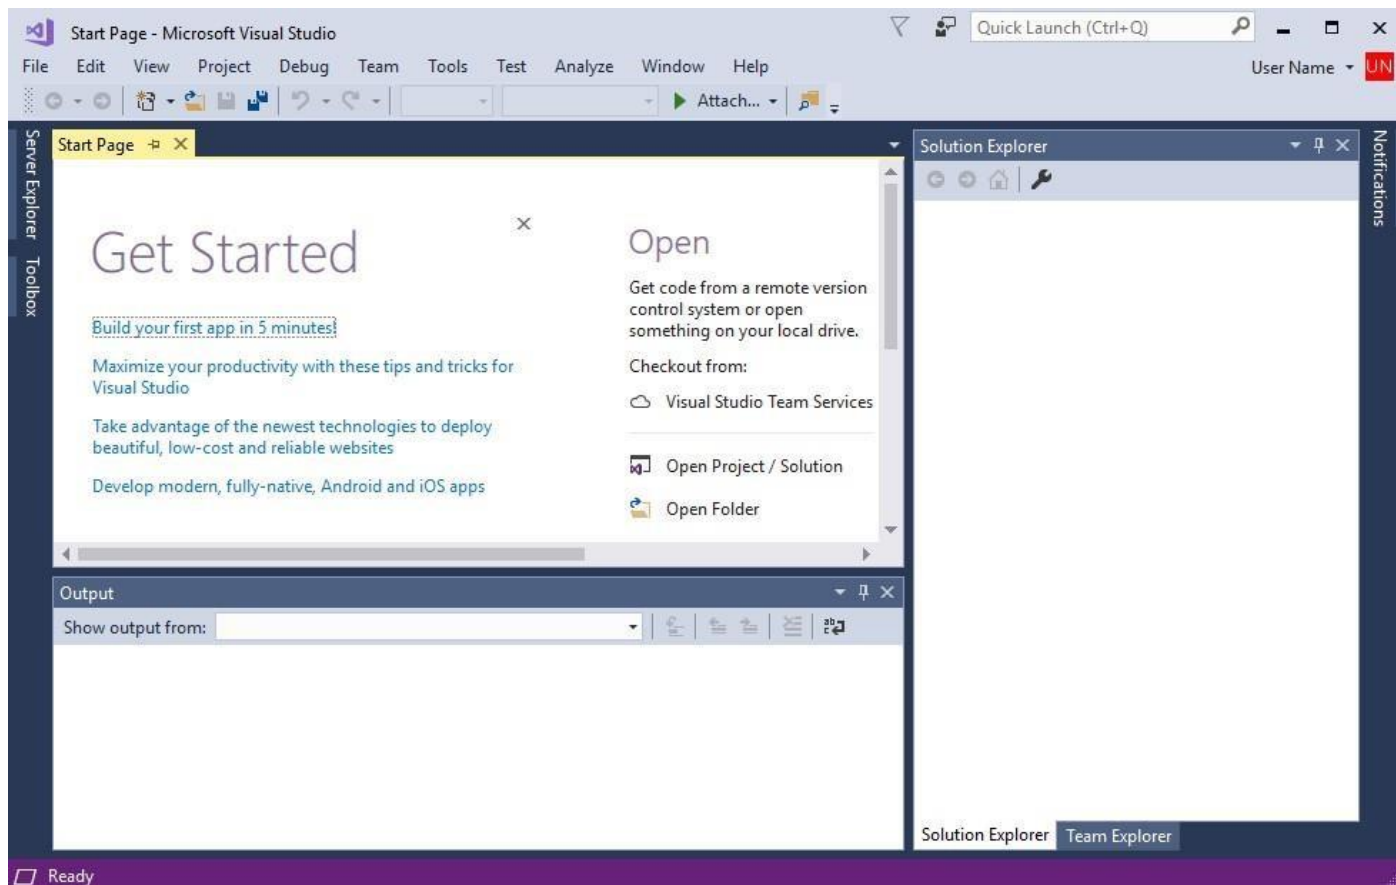 Start Page - Microsoft Visual Studio
Quick Launch (Ctrl+Q)
File Edit View Project Debug Team Tools Test Analyze Window Help
User Name UN
Attach...
Server Explorer
Toolbox
Start Page
Get Started
Build your first app in 5 minutes!
Maximize your productivity with these tips and tricks for
Visual Studio
Take advantage of the newest technologies to deploy
beautiful, low-cost and reliable websites
Develop modern, fully-native, Android and iOS apps
Open
Get code from a remote version
control system or open
something on your local drive.
Checkout from:
Visual Studio Team Services
Open Project / Solution
Open Folder
Output
Show output from:
Solution Explorer
Solution Explorer Team Explorer
Notifications
Ready